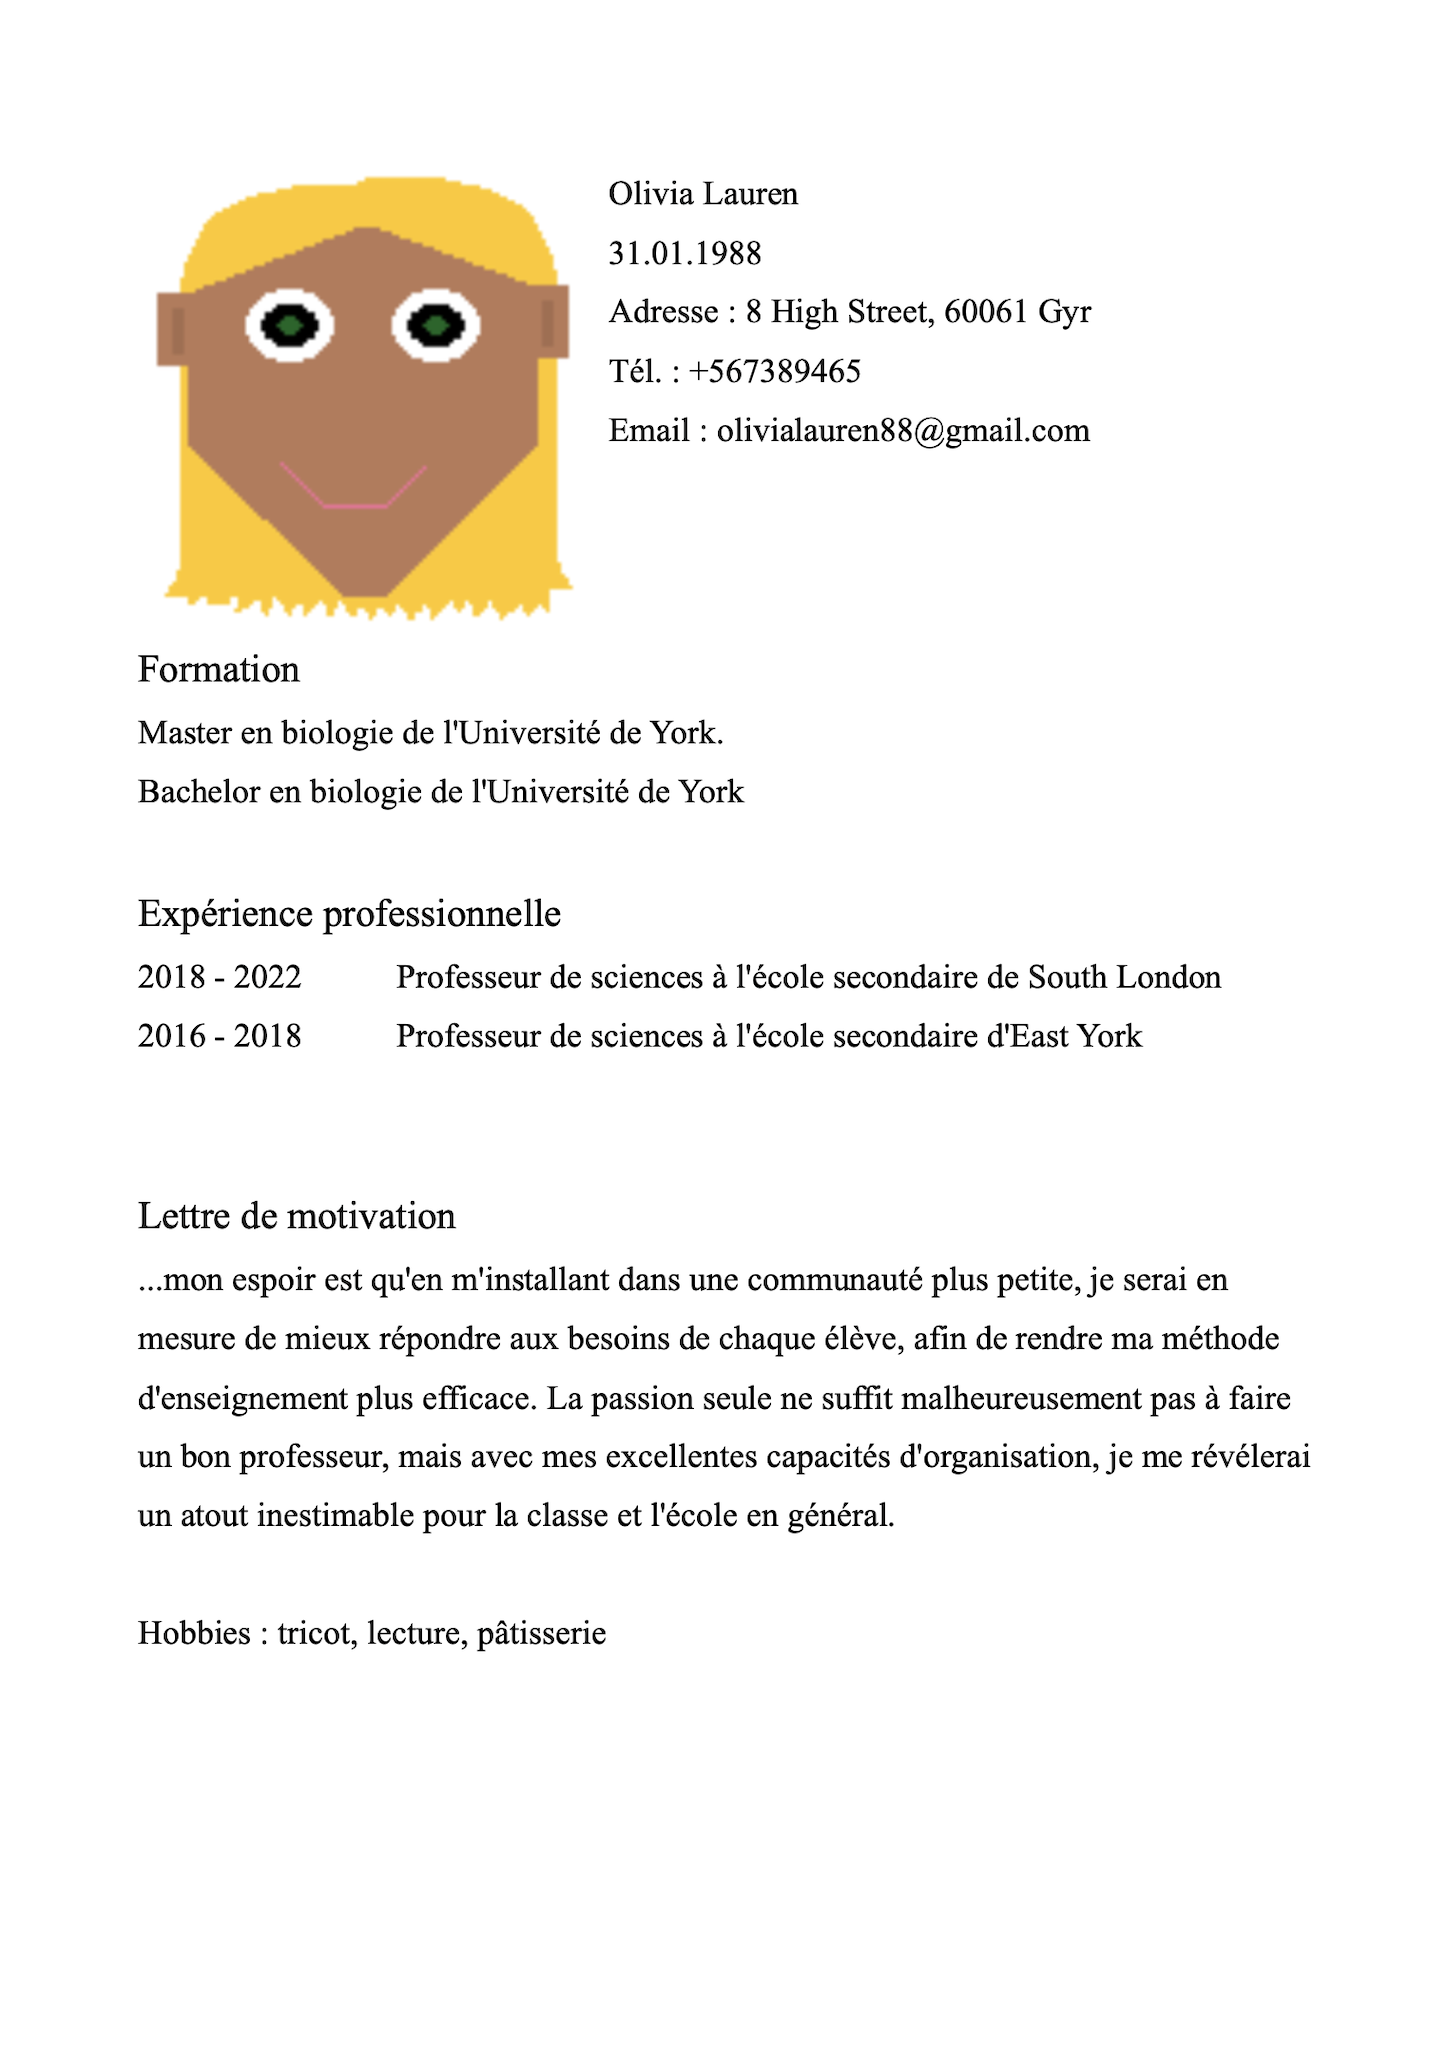 Olivia Lauren
31.01.1988
Adresse : 8 High Street, 60061 Gyr
Tél. : +567389465
Email : olivialauren88@gmail.com
Formation
Master en biologie de l'Université de York.
Bachelor en biologie de l'Université de York
Expérience professionnelle
2018 - 2022 Professeur de sciences à l'école secondaire de South London
2016 - 2018 Professeur de sciences à l'école secondaire d'East York
Lettre de motivation
...mon espoir est qu'en m'installant dans une communauté plus petite, je serai en
mesure de mieux répondre aux besoins de chaque élève, afin de rendre ma méthode
d'enseignement plus efficace. La passion seule ne suffit malheureusement pas à faire
un bon professeur, mais avec mes excellentes capacités d'organisation, je me révélerai
un atout inestimable pour la classe et l'école en général.
Hobbies : tricot, lecture, pâtisserie